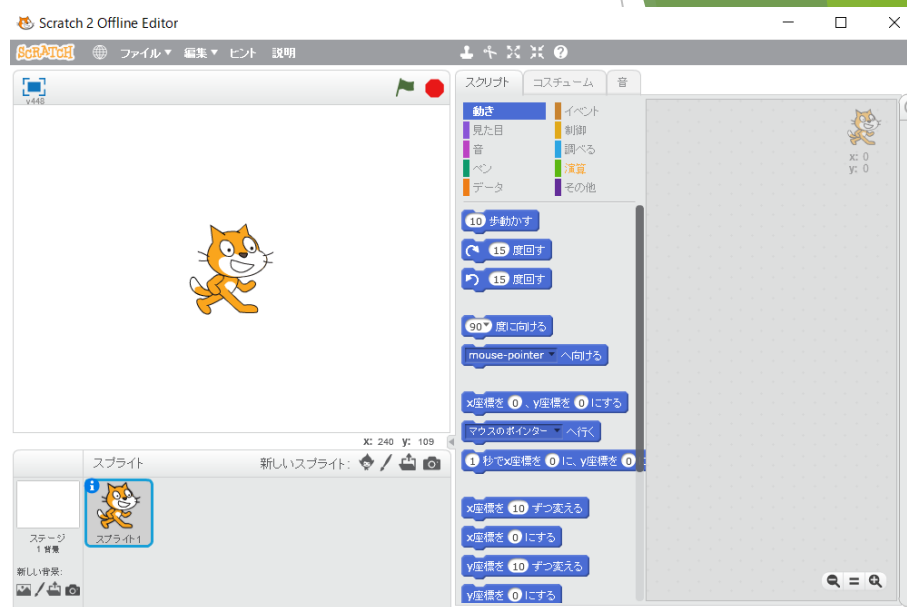 Scratch 2 Offline Editor
SCRATCH ファイル▼ 編集▼ ヒント 説明
v448
スクリプト コスチューム 音
動き イベント
見た目 制御
音 調べる
ペン 演算
データ その他
x: 0
y: 0
10 歩動かす
15 度回す
15 度回す
90▼ 度に向ける
mouse-pointer へ向ける
x座標を 0 、y座標を 0 にする
マウスのポインター へ行く
1 秒でx座標を 0 に、y座標を 0
x座標を 10 ずつ変える
x座標を 0 にする
y座標を 10 ずつ変える
y座標を 0 にする
x: 240 y: 109
スプライト 新しいスプライト:
ステージ
1 背景
スプライト1
新しい背景: